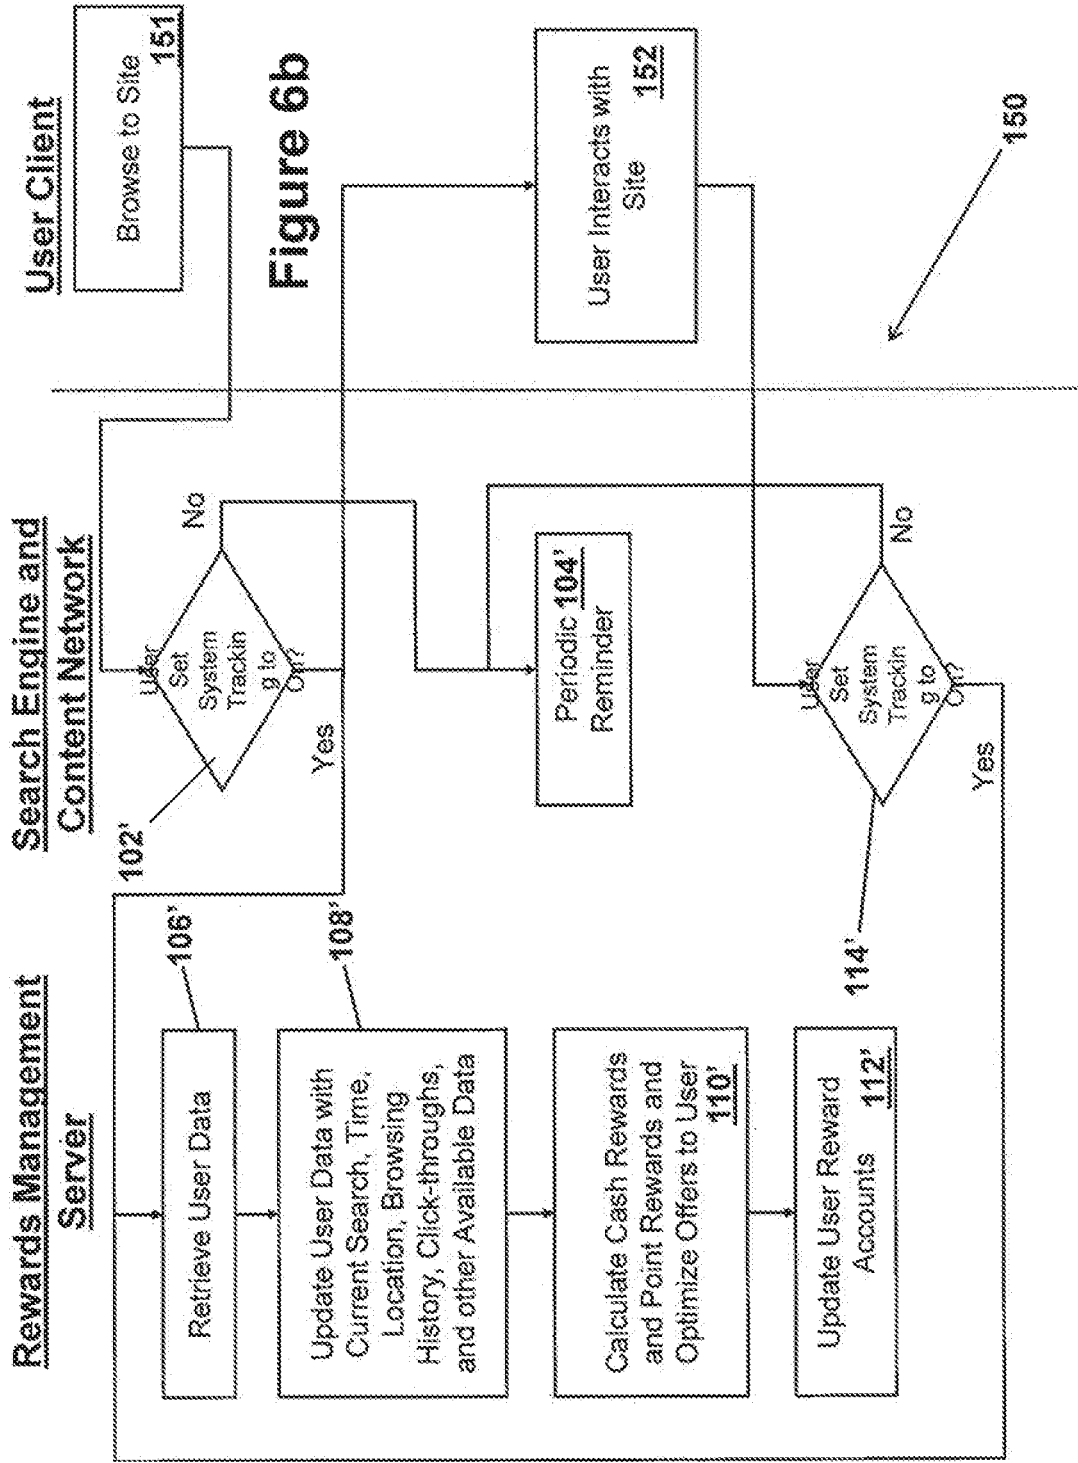 Rewards Management
Server
Search Engine and
Content Network
User Client
Browse to Site
151
106’
Retrieve User Data
102’
User
Set
System
Trackin
g to
On?
No
Yes
Figure 6b
108’
Update User Data with
Current Search, Time,
Location, Browsing
History, Click-throughs,
and other Available Data
Periodic 104’
Reminder
User Interacts with
Site 152
Calculate Cash Rewards
and Point Rewards and
Optimize Offers to User
110’
Update User Reward
Accounts 112’
114’
User
Set
System
Trackin
g to
On?
No
Yes
150